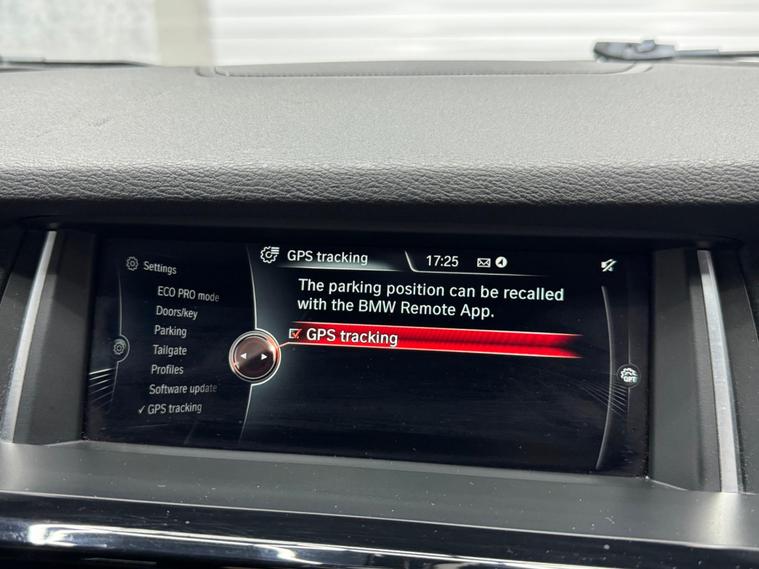 GPS tracking
17:25
Settings
ECO PRO mode
Doors/key
Parking
Tailgate
Profiles
Software update
✓ GPS tracking
The parking position can be recalled
with the BMW Remote App.
GPS tracking
OPT